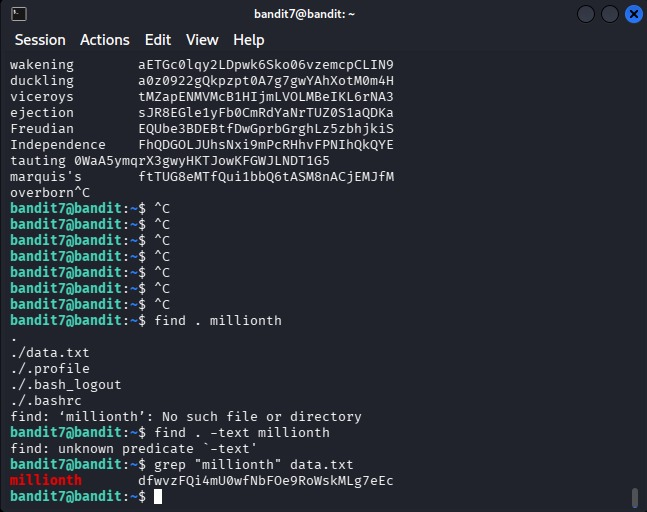 bandit7@bandit: ~
Session Actions Edit View Help
wakening aETGc0lqy2LDpwk6Sko06vzemcpCLIN9
duckling a0z0922gQkpzpt0A7g7gwYAhXotM0m4H
viceroys tMZapENMVMcB1HIjmLVOLMBeIKL6rNA3
ejection sJR8EGle1yFb0CmRdYaNrTUZ0S1aQDKa
Freudian EQUbe3BDEBtfDwGprbGrghLz5zbhjkiS
Independence FhQDGOLJUhsNxi9mPcRHhvFPNIhQkQYE
tauting 0WaA5ymqrX3gwyHKTJowKFGWJLNDT1G5
marquis's ftTUG8eMTfQui1bbQ6tASM8nACjEMJfM
overborn^C
bandit7@bandit:~$ ^C
bandit7@bandit:~$ ^C
bandit7@bandit:~$ ^C
bandit7@bandit:~$ ^C
bandit7@bandit:~$ ^C
bandit7@bandit:~$ ^C
bandit7@bandit:~$ ^C
bandit7@bandit:~$ find . millionth
.
./data.txt
./.profile
./.bash_logout
./.bashrc
find: ‘millionth’: No such file or directory
bandit7@bandit:~$ find . -text millionth
find: unknown predicate `-text'
bandit7@bandit:~$ grep "millionth" data.txt
millionth dfwvzFQi4mU0wfNbFOe9RoWskMLg7eEc
bandit7@bandit:~$